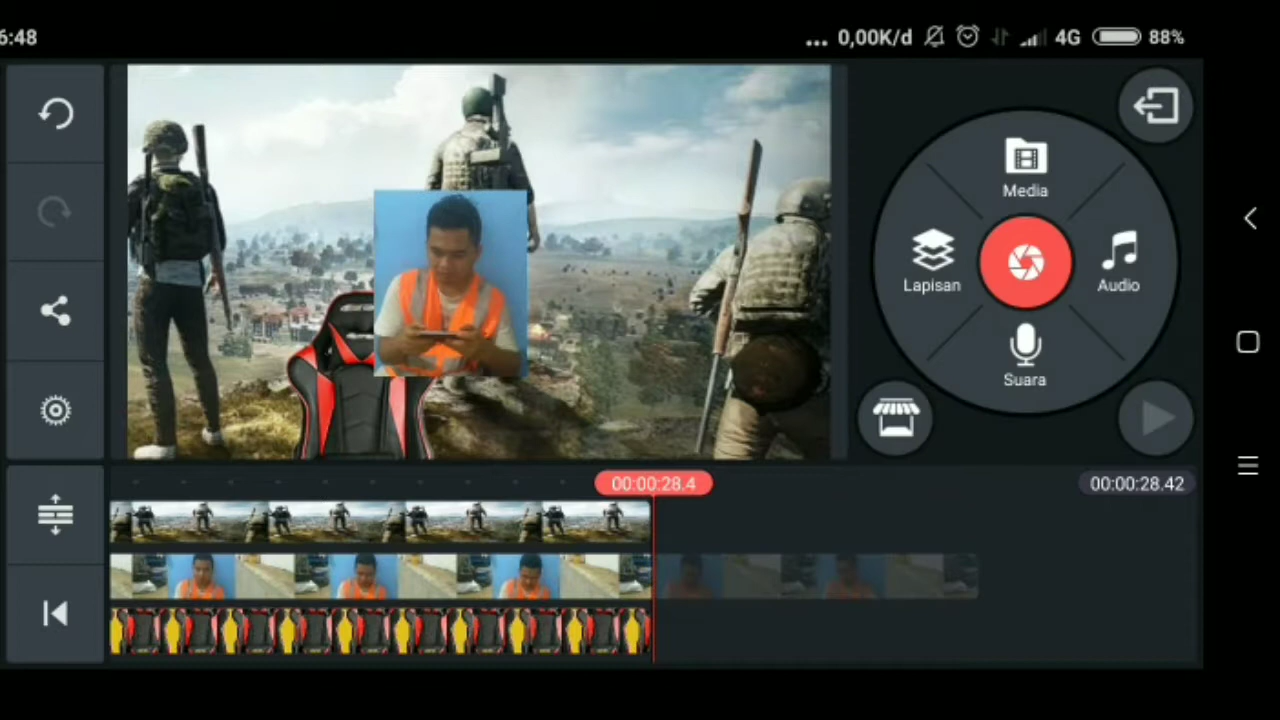 6:48
... 0,00K/d 4G 88%
Media
Lapisan
Audio
Suara
00:00:28.4
00:00:28.42